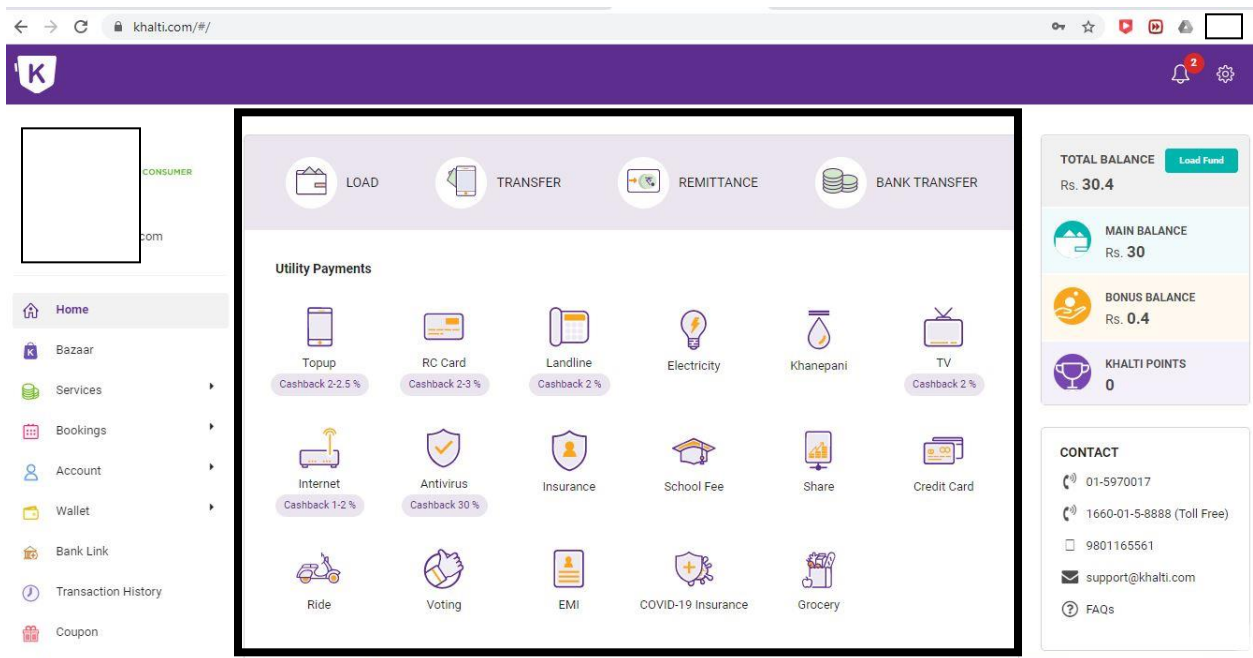 khalti.com/#/
K
2
CONSUMER
com
Home
Bazaar
Services
Bookings
Account
Wallet
Bank Link
Transaction History
Coupon
LOAD
TRANSFER
REMITTANCE
BANK TRANSFER
Utility Payments
Topup
Cashback 2-2.5 %
RC Card
Cashback 2-3 %
Landline
Cashback 2 %
Electricity
Khanepani
TV
Cashback 2 %
Internet
Cashback 1-2 %
Antivirus
Cashback 30 %
Insurance
School Fee
Share
Credit Card
Ride
Voting
EMI
COVID-19 Insurance
Grocery
TOTAL BALANCE
Load Fund
Rs. 30.4
MAIN BALANCE
Rs. 30
BONUS BALANCE
Rs. 0.4
KHALTI POINTS
0
CONTACT
01-5970017
1660-01-5-8888 (Toll Free)
9801165561
support@khalti.com
FAQs